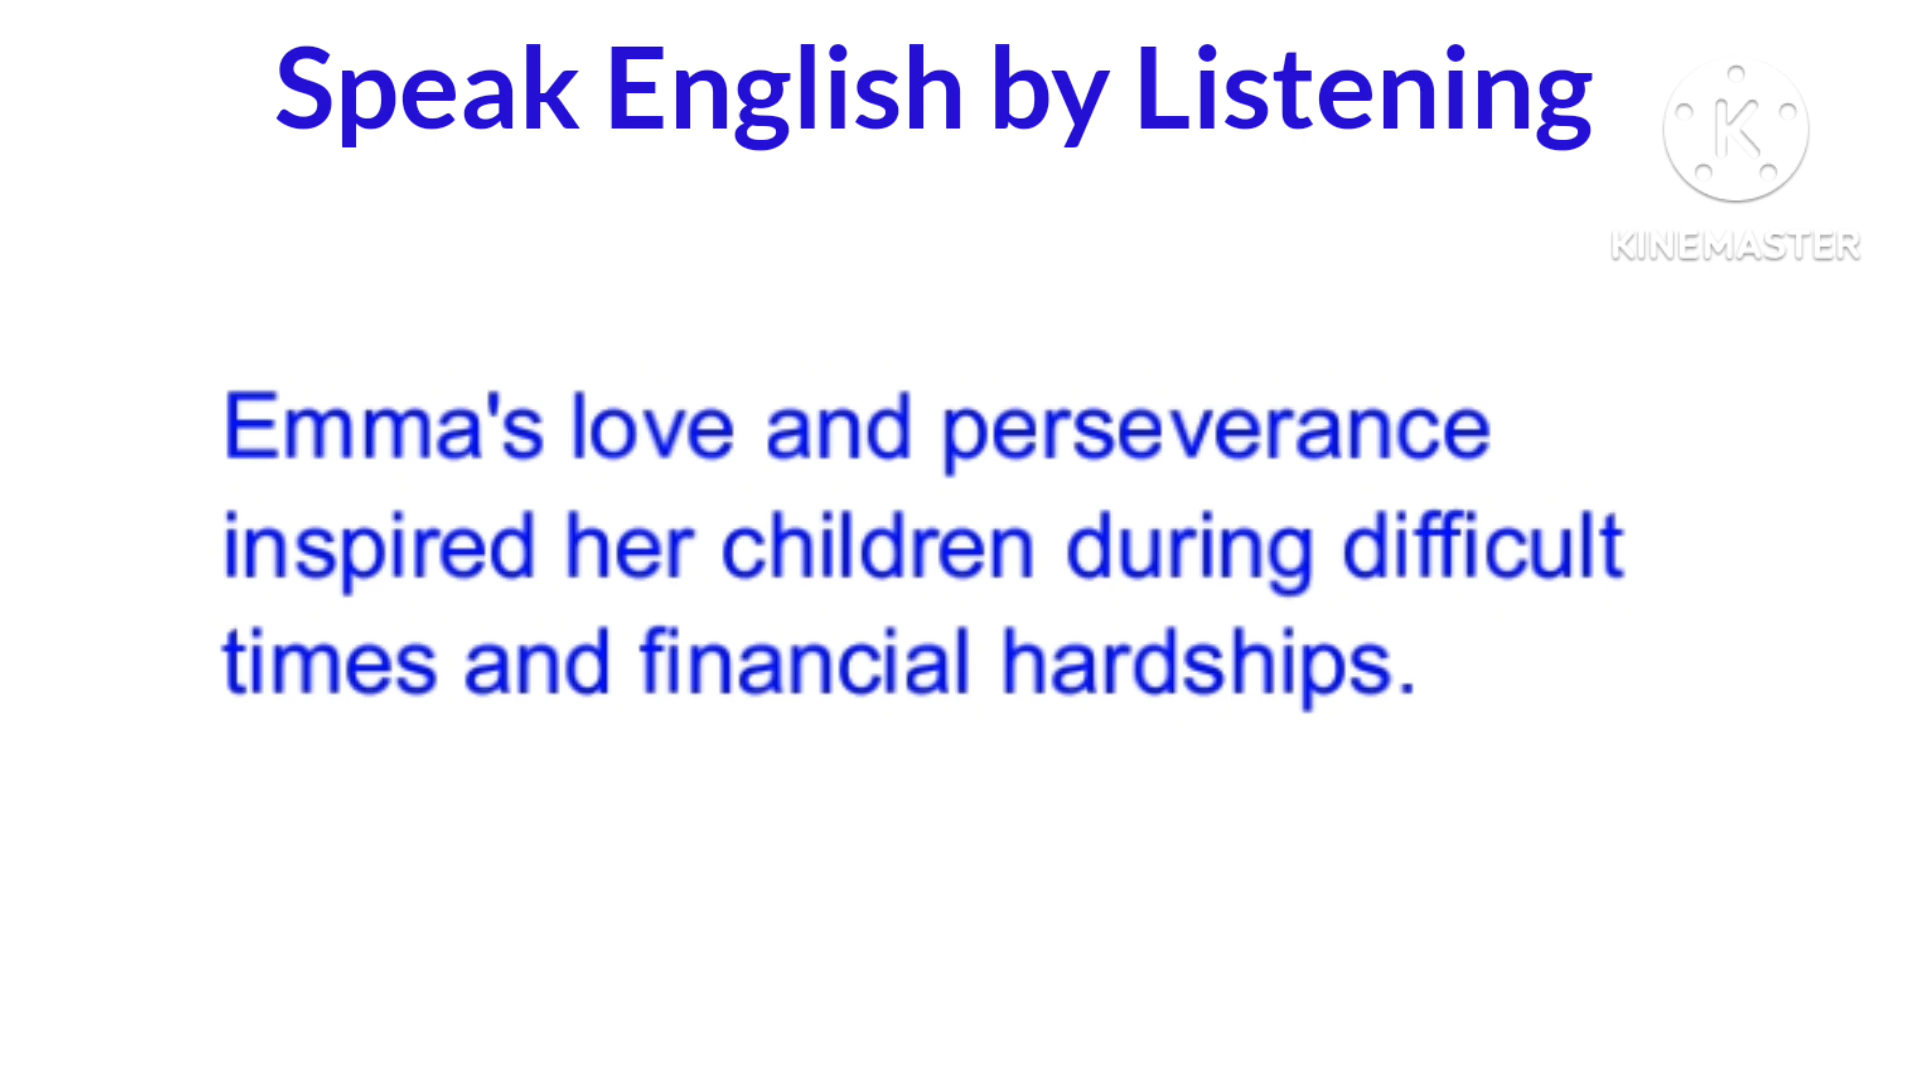 Speak English by Listening
K
KINEMASTER
Emma's love and perseverance
inspired her children during difficult
times and financial hardships.